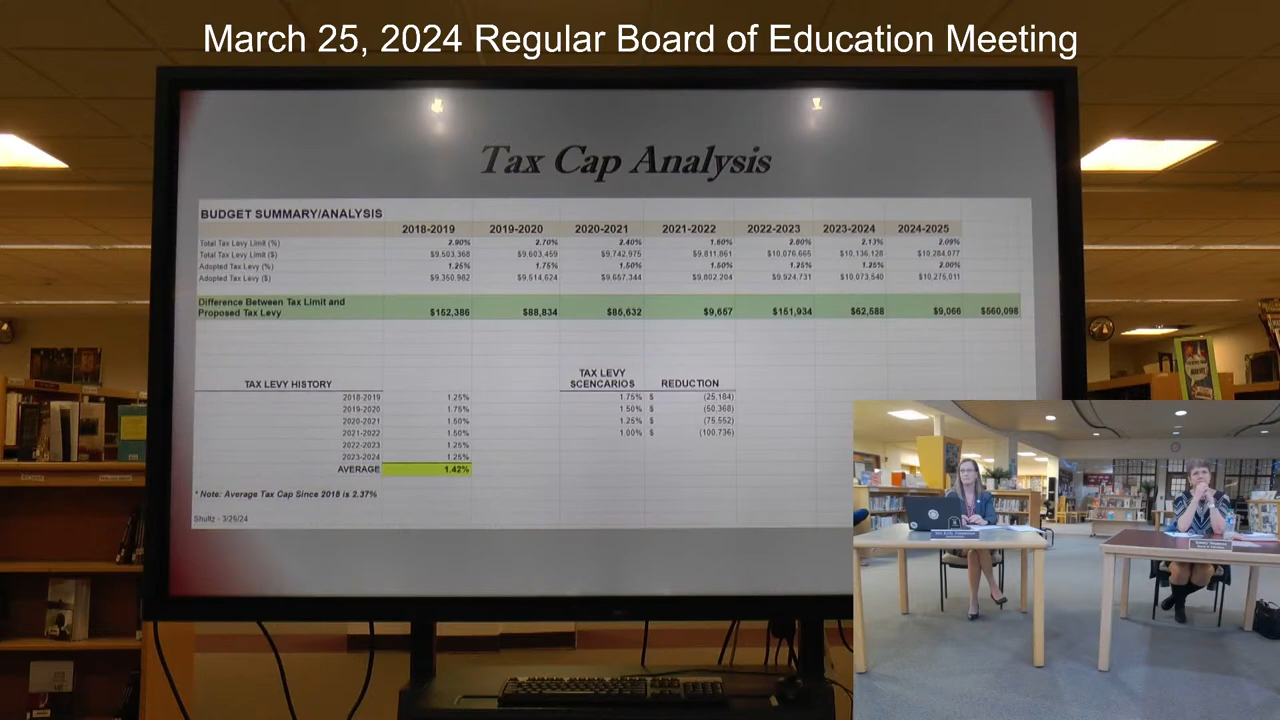 March 25, 2024 Regular Board of Education Meeting
Tax Cap Analysis
BUDGET SUMMARY/ANALYSIS
2018-2019 2019-2020 2020-2021 2021-2022 2022-2023 2023-2024 2024-2025
Total Tax Levy Limit (%) 2.90% 2.70% 2.40% 1.60% 2.80% 2.13% 2.09%
Total Tax Levy Limit ($) $9,503,368 $9,603,459 $9,742,975 $9,811,861 $10,076,665 $10,136,128 $10,284,077
Adopted Tax Levy (%) 1.25% 1.75% 1.50% 1.50% 1.25% 1.25% 2.00%
Adopted Tax Levy ($) $9,350,982 $9,514,624 $9,657,344 $9,802,204 $9,924,731 $10,073,540 $10,275,011
Difference Between Tax Limit and
Proposed Tax Levy $152,386 $88,834 $85,632 $9,657 $151,934 $62,588 $9,066 $560,098
TAX LEVY HISTORY
2018-2019 1.25%
2019-2020 1.75%
2020-2021 1.50%
2021-2022 1.50%
2022-2023 1.25%
2023-2024 1.25%
AVERAGE 1.42%
TAX LEVY
SCENCARIOS REDUCTION
1.75% $ (25,184)
1.50% $ (50,368)
1.25% $ (75,552)
1.00% $ (100,736)
* Note: Average Tax Cap Since 2018 is 2.37%
Shultz - 3/25/24